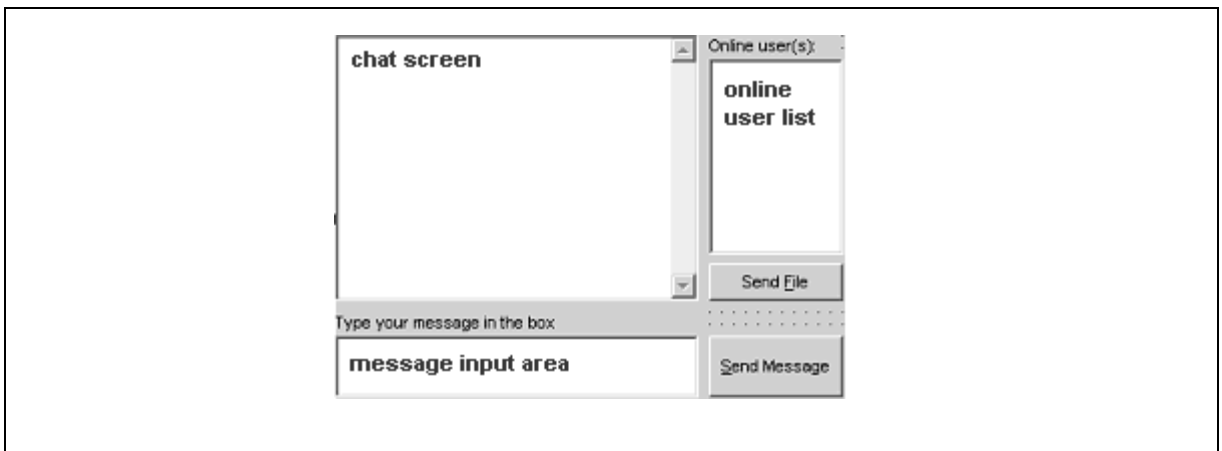 chat screen
Online user(s):
online
user list
Send File
Type your message in the box
message input area
Send Message